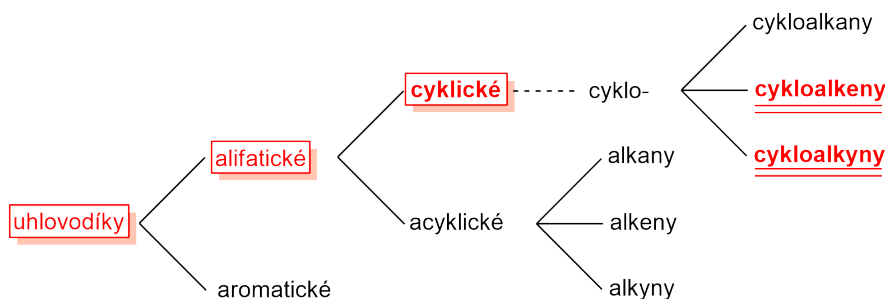 cykloalkany
cyklické
cyklo-
cykloalkeny
alifatické
alkany
cykloalkyny
uhlovodíky
acyklické
alkeny
aromatické
alkyny